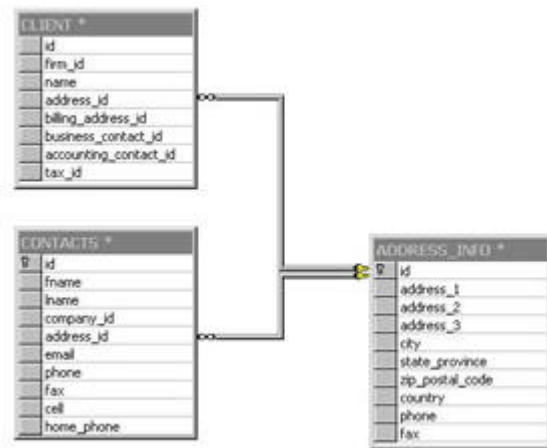 CLIENT *
id
firm_id
name
address_id
billing_address_id
business_contact_id
accounting_contact_id
tax_id
CONTACTS *
id
fname
lname
company_id
address_id
email
phone
fax
cell
home_phone
ADDRESS_INFO *
id
address_1
address_2
address_3
city
state_province
zip_postal_code
country
phone
fax